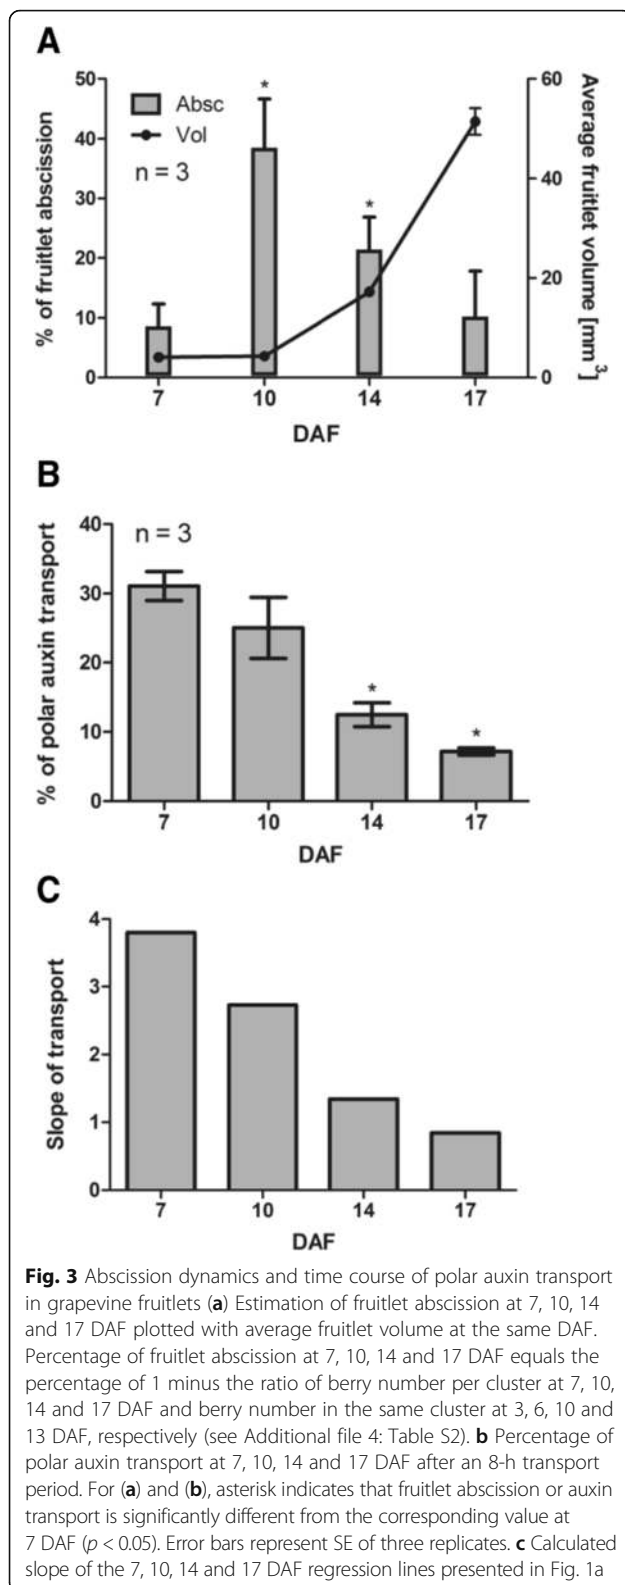 A
50
40
30
20
10
0
% of fruitlet abscission
Absc
Vol
n = 3
*
*
60
40
20
0
Average fruitlet volume [mm³]
7 10 14 17
DAF
B
40
30
20
10
0
% of polar auxin transport
n = 3
*
*
7 10 14 17
DAF
C
4
3
2
1
0
Slope of transport
7 10 14 17
DAF
Fig. 3 Abscission dynamics and time course of polar auxin transport
in grapevine fruitlets (a) Estimation of fruitlet abscission at 7, 10, 14
and 17 DAF plotted with average fruitlet volume at the same DAF.
Percentage of fruitlet abscission at 7, 10, 14 and 17 DAF equals the
percentage of 1 minus the ratio of berry number per cluster at 7, 10,
14 and 17 DAF and berry number in the same cluster at 3, 6, 10 and
13 DAF, respectively (see Additional file 4: Table S2). b Percentage of
polar auxin transport at 7, 10, 14 and 17 DAF after an 8-h transport
period. For (a) and (b), asterisk indicates that fruitlet abscission or auxin
transport is significantly different from the corresponding value at
7 DAF (p < 0.05). Error bars represent SE of three replicates. c Calculated
slope of the 7, 10, 14 and 17 DAF regression lines presented in Fig. 1a